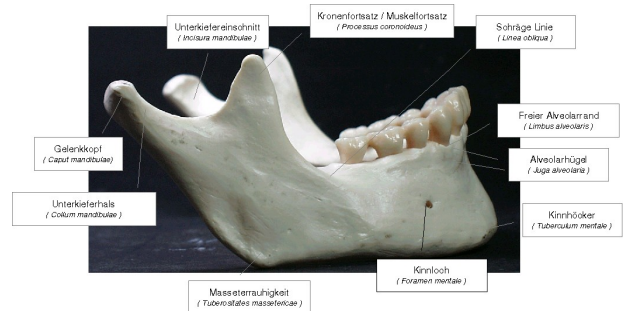 Kronenfortsatz / Muskelfortsatz
( Processus coronoideus )
Unterkiefereinschnitt
( Incisura mandibulae )
Schräge Linie
( Linea obliqua )
Freier Alveolarrand
( Limbus alveolaris )
Gelenkkopf
( Caput mandibulae)
Alveolarhügel
( Juga alveolaria )
Unterkieferhals
( Collum mandibulae )
Kinnhöoker
( Tuberculum mentale )
Kinnloch
( Foramen mentale )
Masseterrauhigkeit
( Tuberositates massetericae )